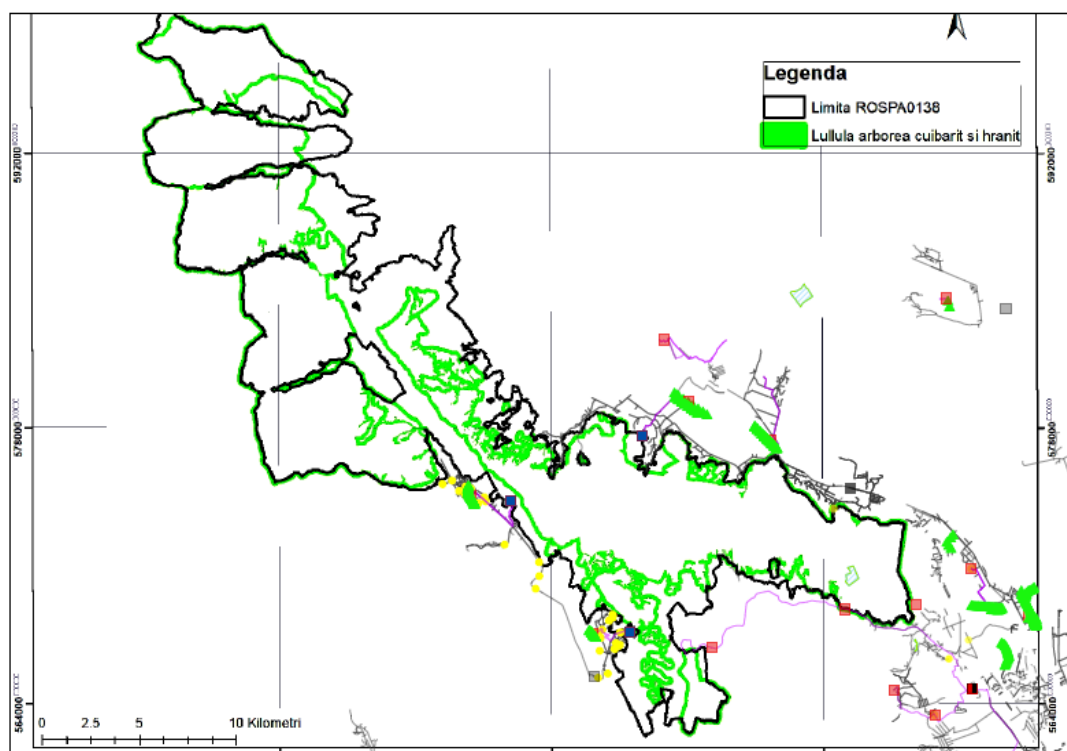 Legenda
Limita ROSPA0138
Lullula arborea cuibarit si hranit
592000
592000
578000
578000
564000
564000
0 2.5 5 10 Kilometri